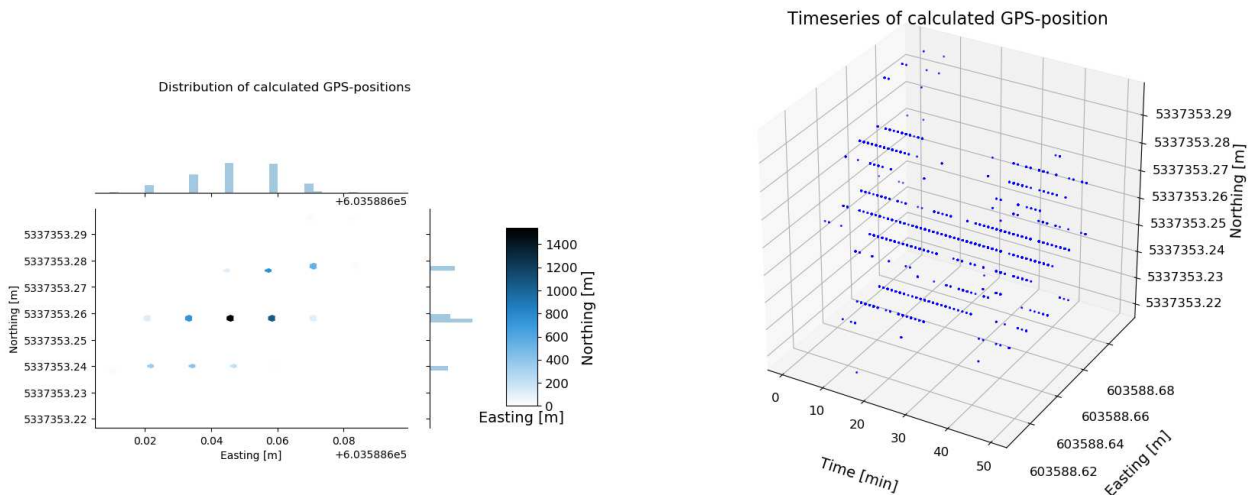 Distribution of calculated GPS-positions
+6.035886e5
5337353.29
5337353.28
5337353.27
5337353.26
5337353.25
5337353.24
5337353.23
5337353.22
Northing [m]
0.02 0.04 0.06 0.08
Easting [m]
+6.035886e5
1400
1200
1000
800
600
400
200
0
Northing [m]
Easting [m]
Timeseries of calculated GPS-position
5337353.29
5337353.28
5337353.27
5337353.26
5337353.25
5337353.24
5337353.23
5337353.22
Northing [m]
0 10 20 30 40 50
Time [min]
603588.68
603588.66
603588.64
603588.62
Easting [m]